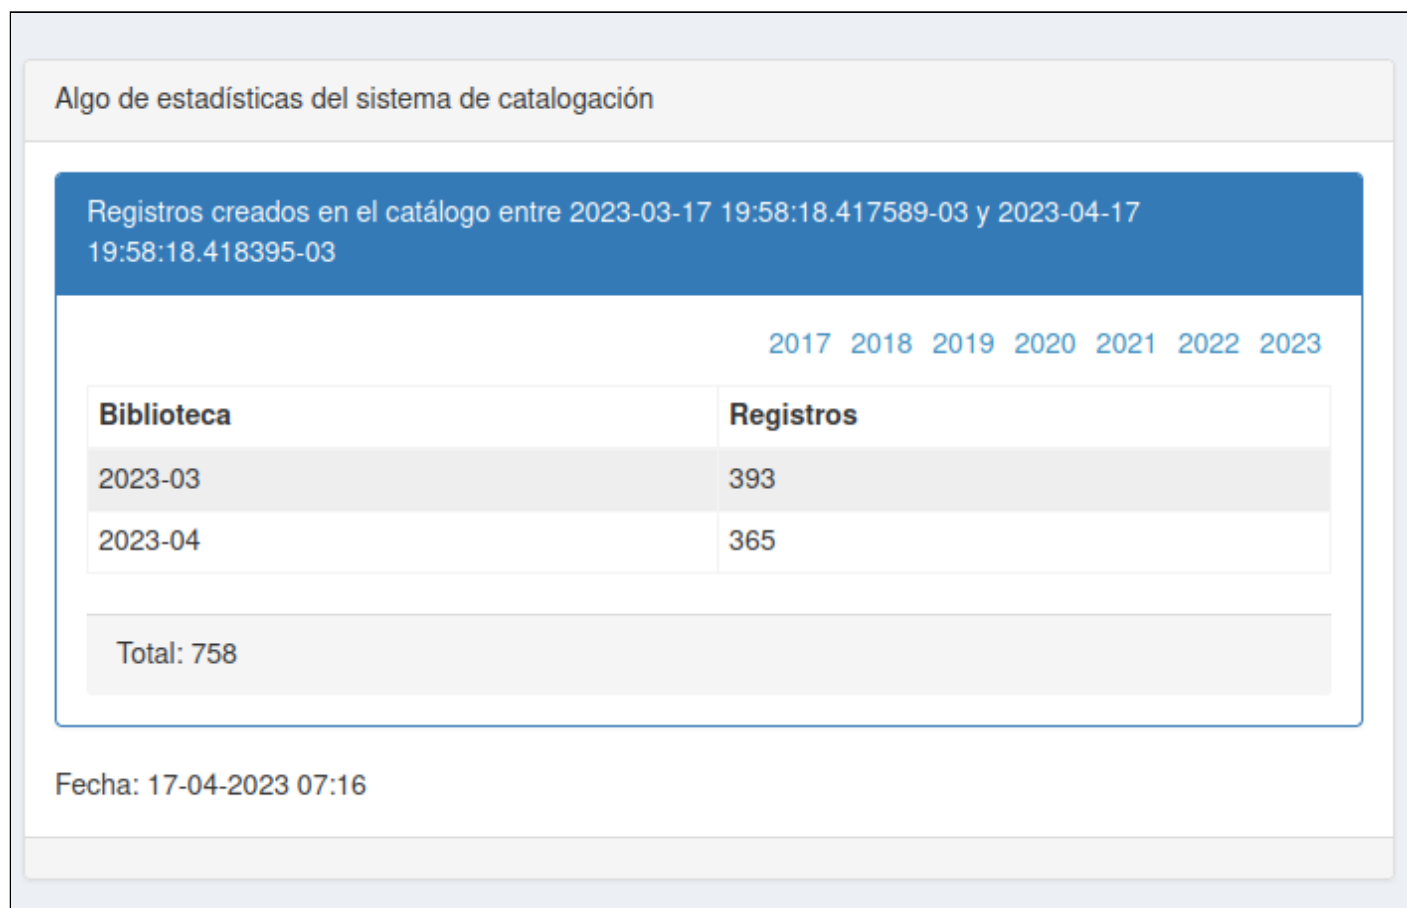 Algo de estadísticas del sistema de catalogación
Registros creados en el catálogo entre 2023-03-17 19:58:18.417589-03 y 2023-04-17
19:58:18.418395-03
2017 2018 2019 2020 2021 2022 2023
Biblioteca Registros
2023-03 393
2023-04 365
Total: 758
Fecha: 17-04-2023 07:16